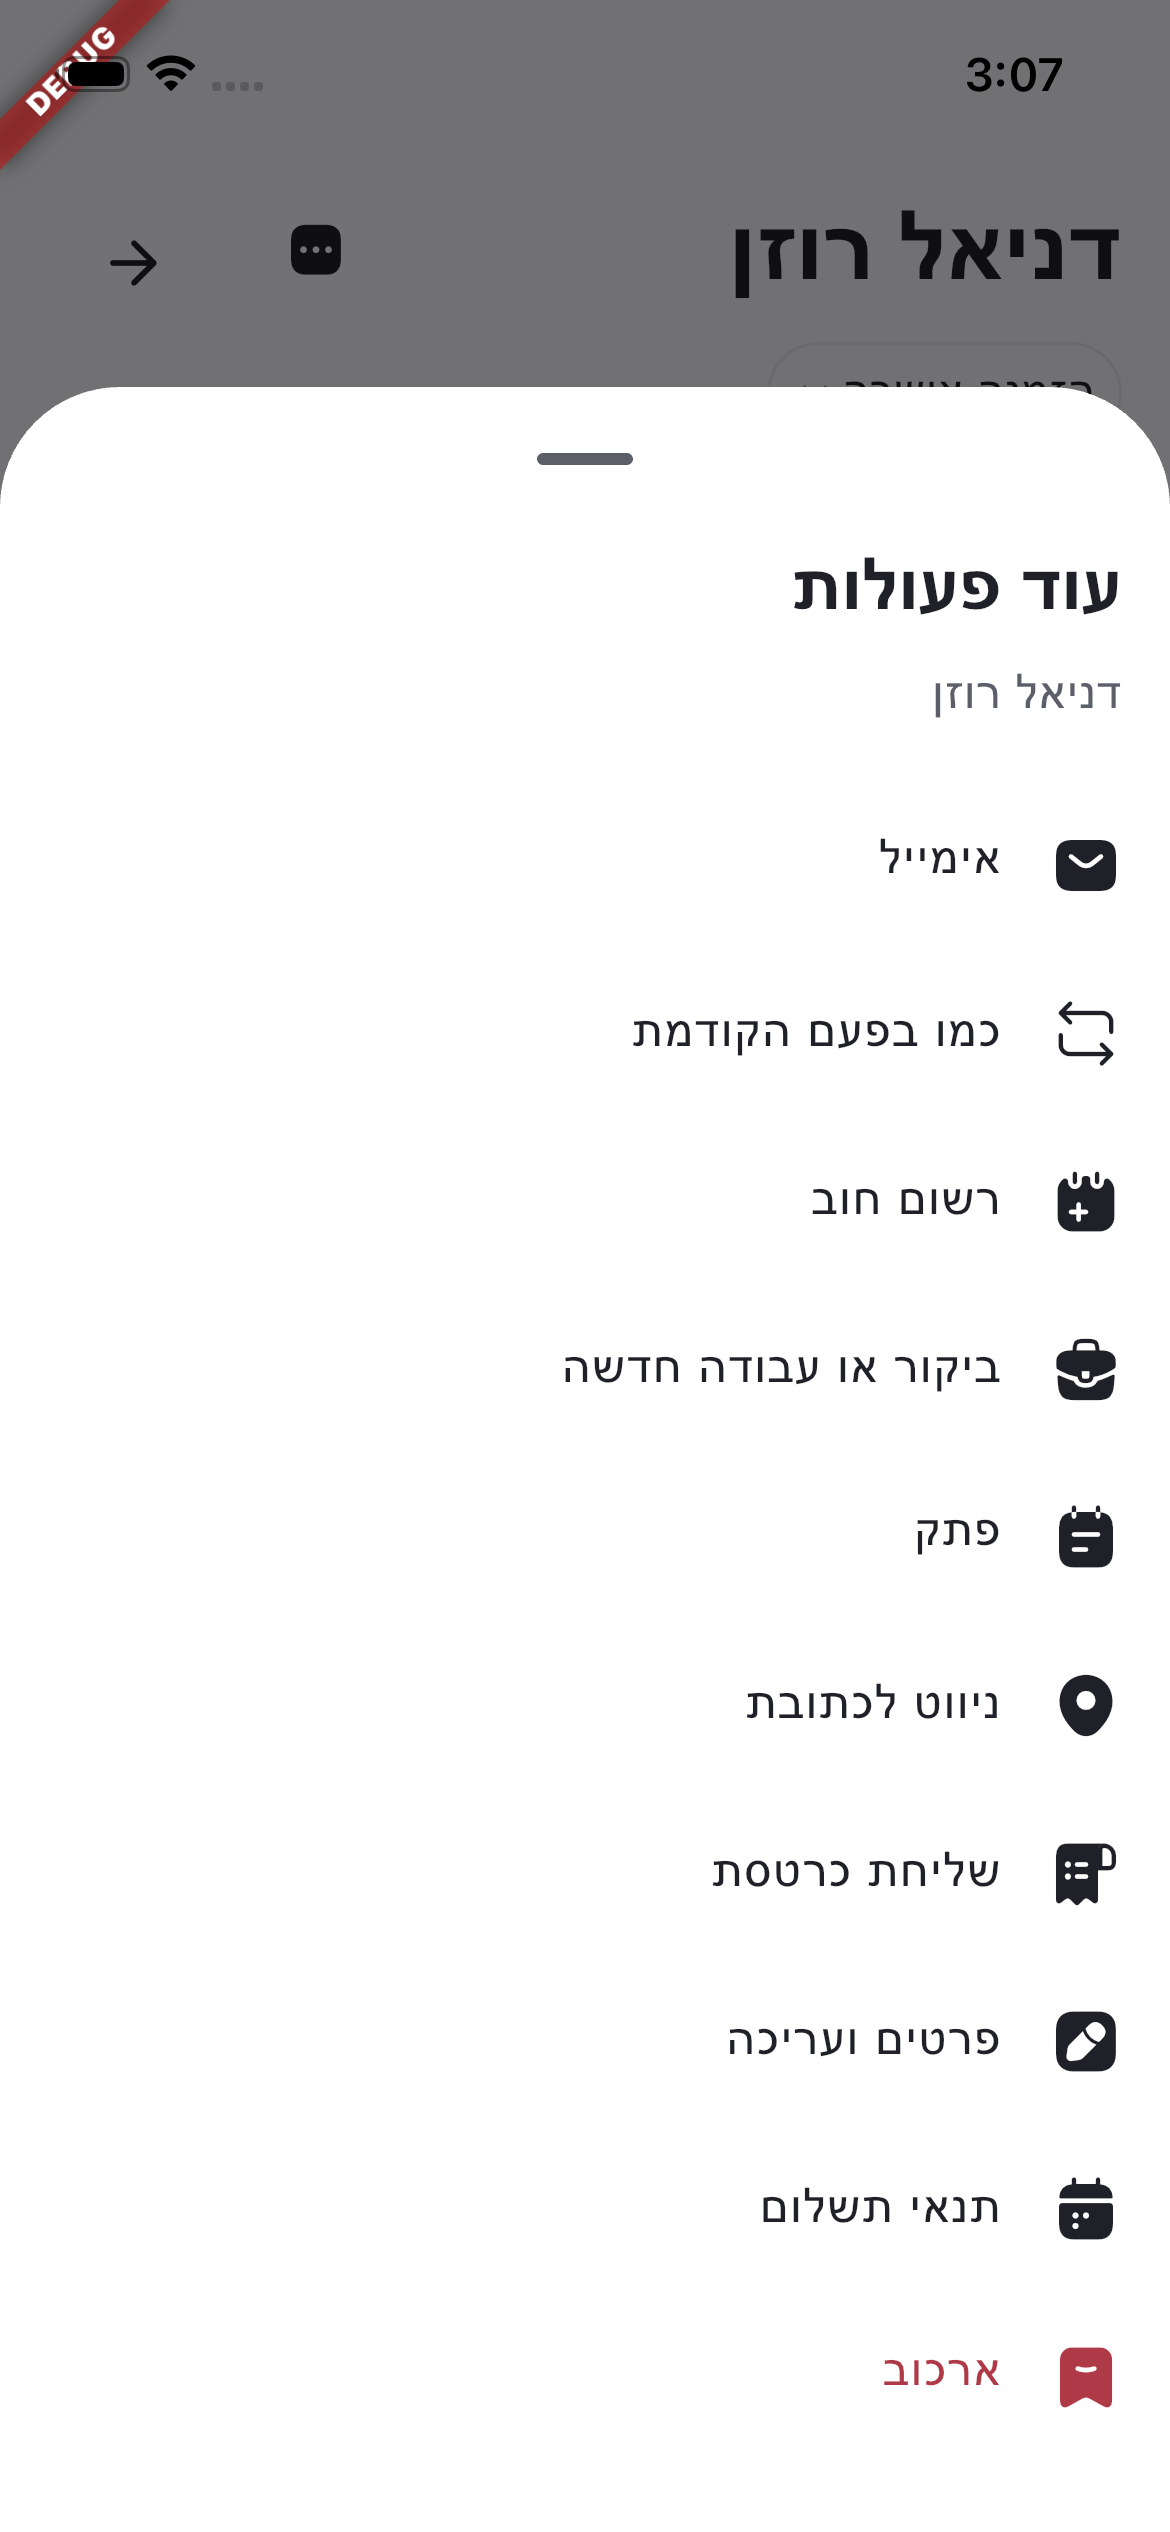 3:07
DEBUG
דניאל רוזן
עוד פעולות
דניאל רוזן
אימייל
כמו בפעם הקודמת
רשום חוב
ביקור או עבודה חדשה
פתק
ניווט לכתובת
שליחת כרטסת
פרטים ועריכה
תנאי תשלום
ארכוב